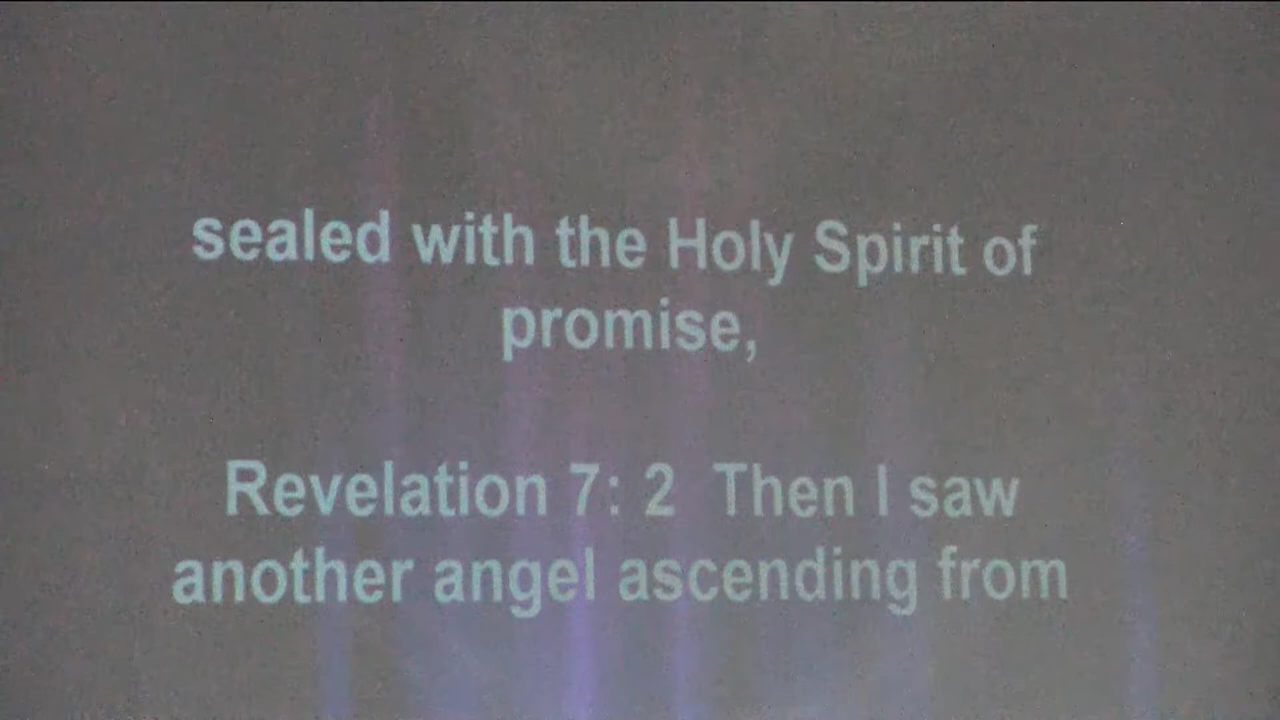 sealed with the Holy Spirit of
promise,
Revelation 7: 2 Then I saw
another angel ascending from